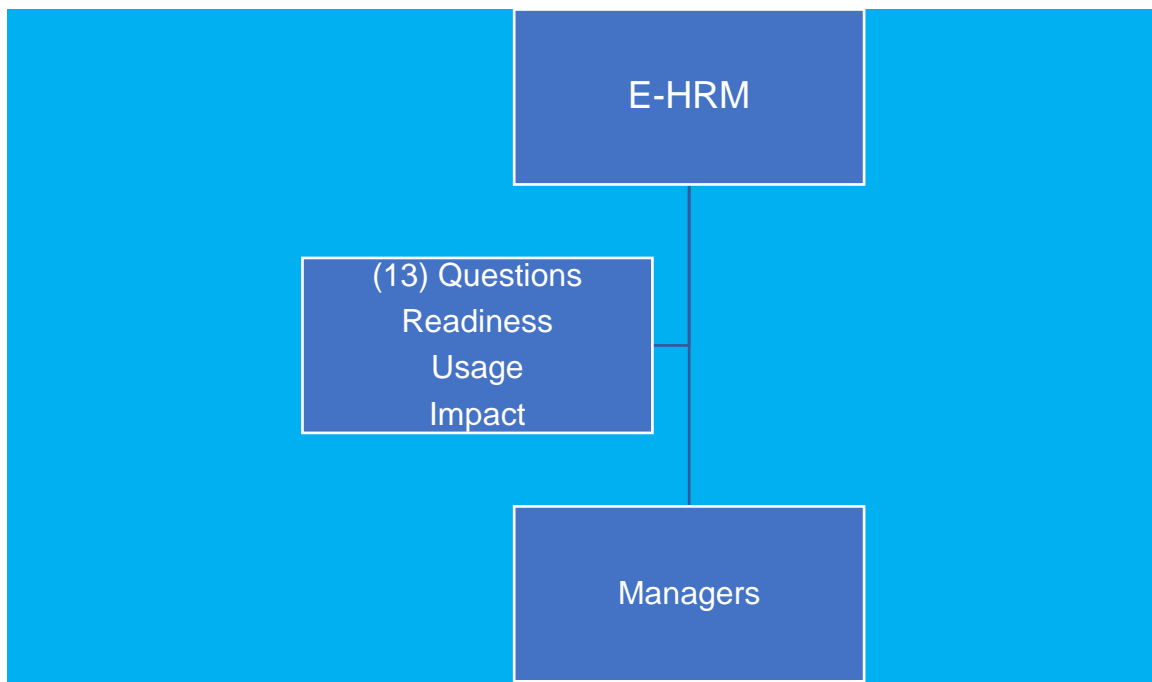 E-HRM
(13) Questions
Readiness
Usage
Impact
Managers